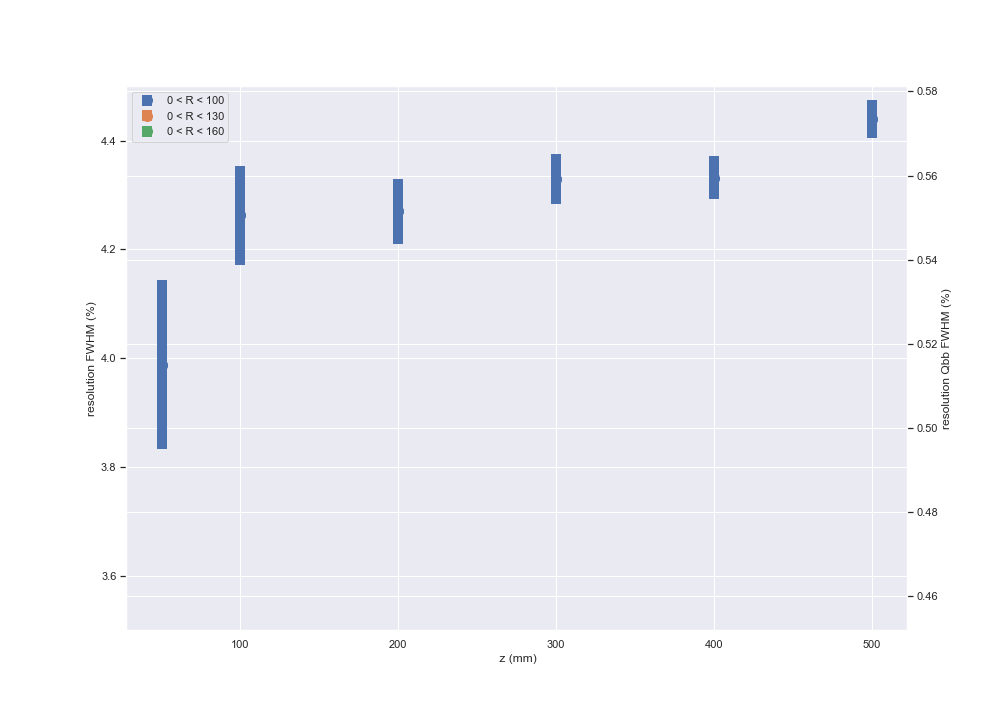 0 < R < 100
0 < R < 130
0 < R < 160
4.4
4.2
4.0
3.8
3.6
resolution FWHM (%)
0.58
0.56
0.54
0.52
0.50
0.48
0.46
resolution Qbb FWHM (%)
100
200
300
400
500
z (mm)